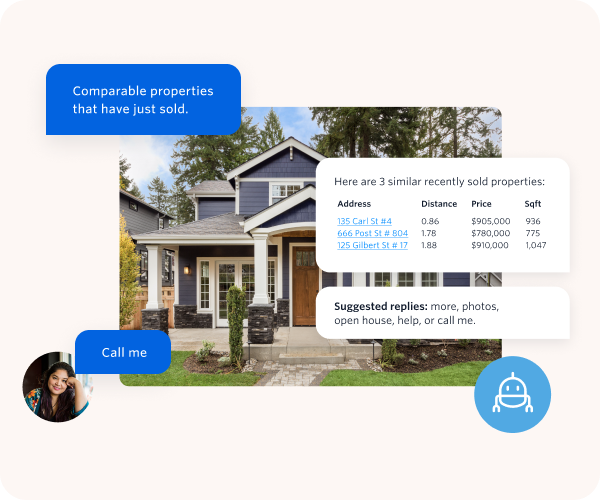 Comparable properties
that have just sold.
Here are 3 similar recently sold properties:
Address Distance Price Sqft
135 Carl St #4 0.86 $905,000 936
666 Post St # 804 1.78 $780,000 775
125 Gilbert St # 17 1.88 $910,000 1,047
Suggested replies: more, photos,
open house, help, or call me.
Call me